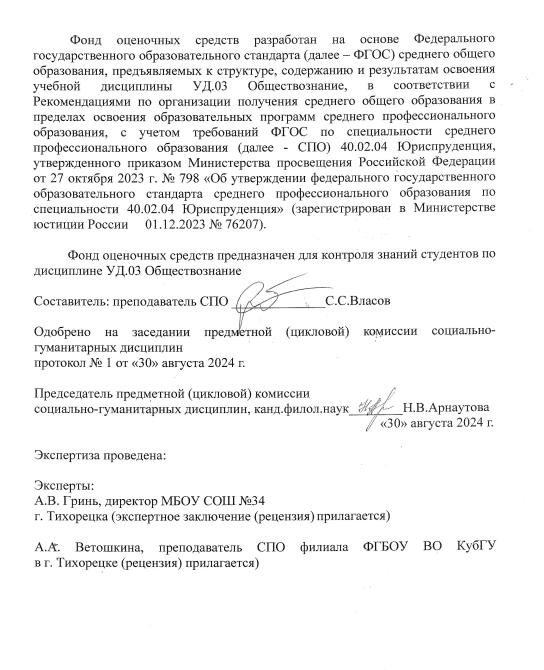 Фонд оценочных средств разработан на основе Федерального
государственного образовательного стандарта (далее – ФГОС) среднего общего
образования, предъявляемых к структуре, содержанию и результатам освоения
учебной дисциплины УД.03 Обществознание, в соответствии с
Рекомендациями по организации получения среднего общего образования в
пределах освоения образовательных программ среднего профессионального
образования, с учетом требований ФГОС по специальности среднего
профессионального образования (далее - СПО) 40.02.04 Юриспруденция,
утвержденного приказом Министерства просвещения Российской Федерации
от 27 октября 2023 г. № 798 «Об утверждении федерального государственного
образовательного стандарта среднего профессионального образования по
специальности 40.02.04 Юриспруденция» (зарегистрирован в Министерстве
юстиции России 01.12.2023 № 76207).
Фонд оценочных средств предназначен для контроля знаний студентов по
дисциплине УД.03 Обществознание
Составитель: преподаватель СПО ______________С.С.Власов
Одобрено на заседании предметной (цикловой) комиссии социально-
гуманитарных дисциплин
протокол № 1 от «30» августа 2024 г.
Председатель предметной (цикловой) комиссии
социально-гуманитарных дисциплин, канд.филол.наук________Н.В.Арнаутова
«30» августа 2024 г.
Экспертиза проведена:
Эксперты:
А.В. Гринь, директор МБОУ СОШ №34
г. Тихорецка (экспертное заключение (рецензия) прилагается)
Ветошкина, преподаватель СПО филиала ФГБОУ ВО КубГУ
в г. Тихорецке (рецензия) прилагается)